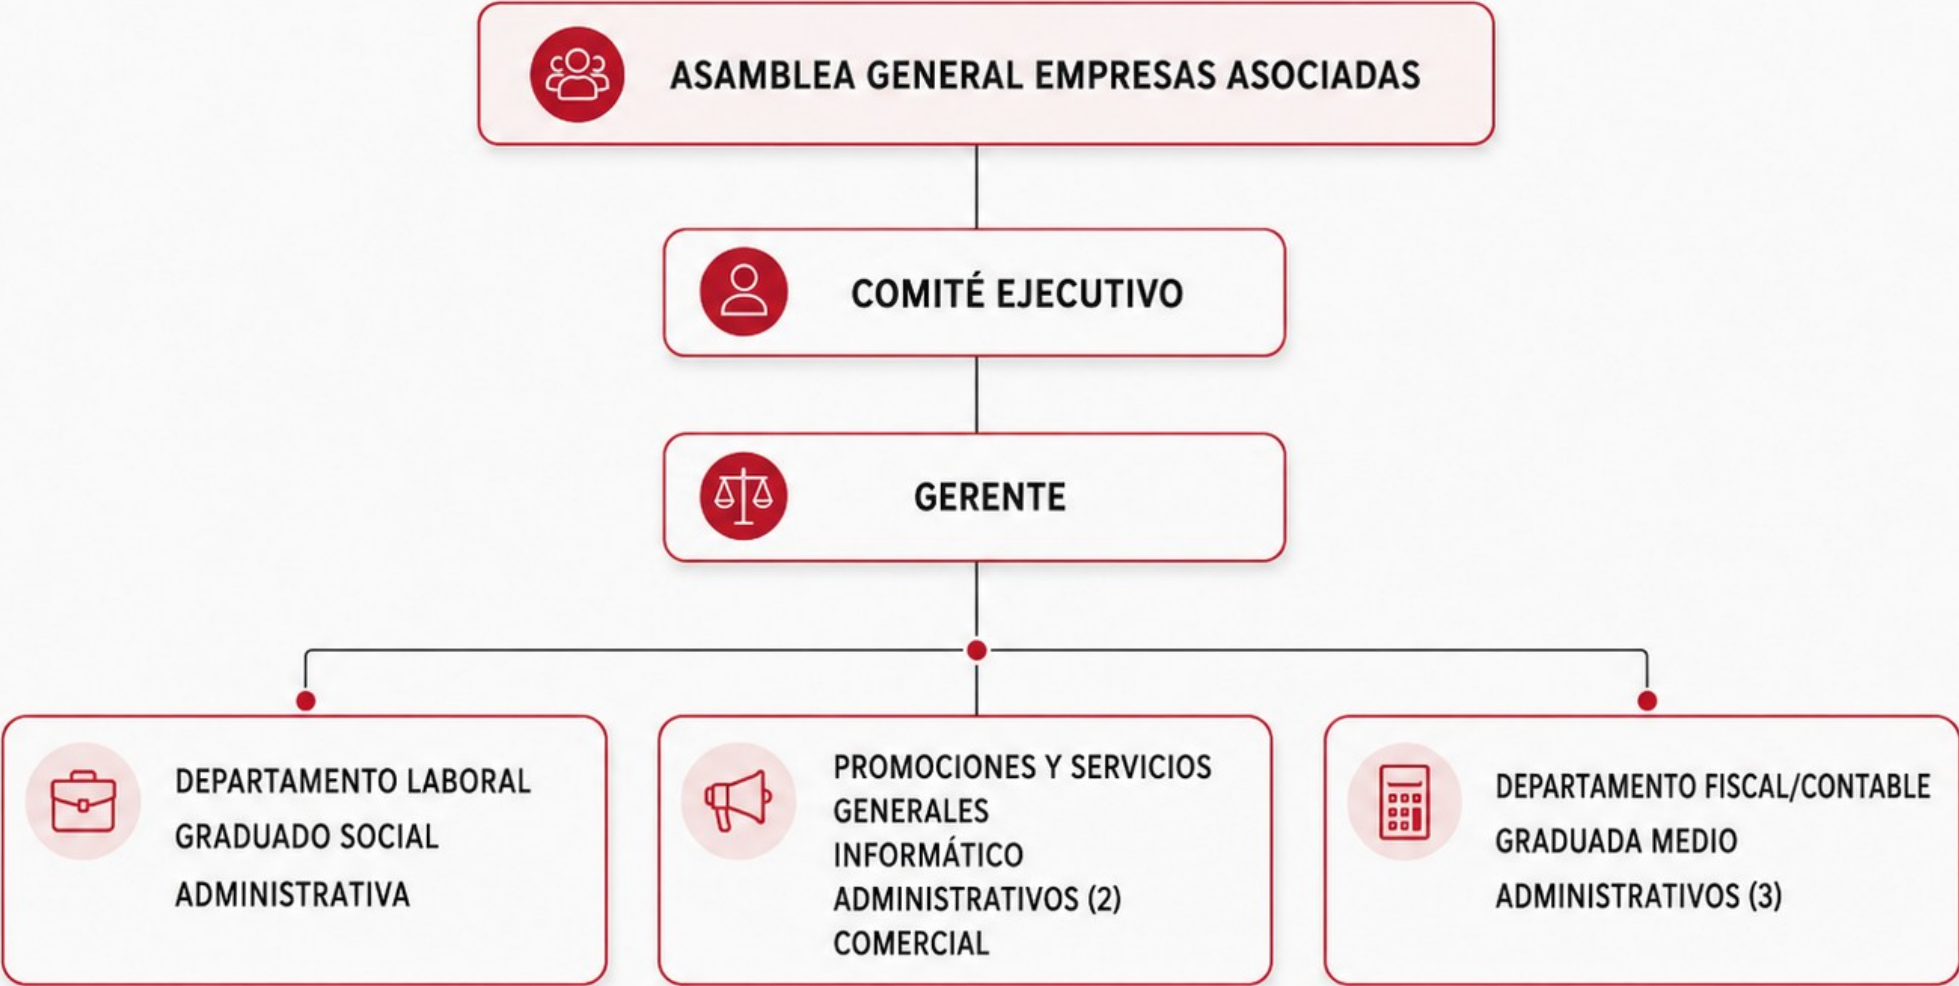 ASAMBLEA GENERAL EMPRESAS ASOCIADAS
COMITÉ EJECUTIVO
GERENTE
DEPARTAMENTO LABORAL
GRADUADO SOCIAL
ADMINISTRATIVA
PROMOCIONES Y SERVICIOS
GENERALES
INFORMÁTICO
ADMINISTRATIVOS (2)
COMERCIAL
DEPARTAMENTO FISCAL/CONTABLE
GRADUADA MEDIO
ADMINISTRATIVOS (3)